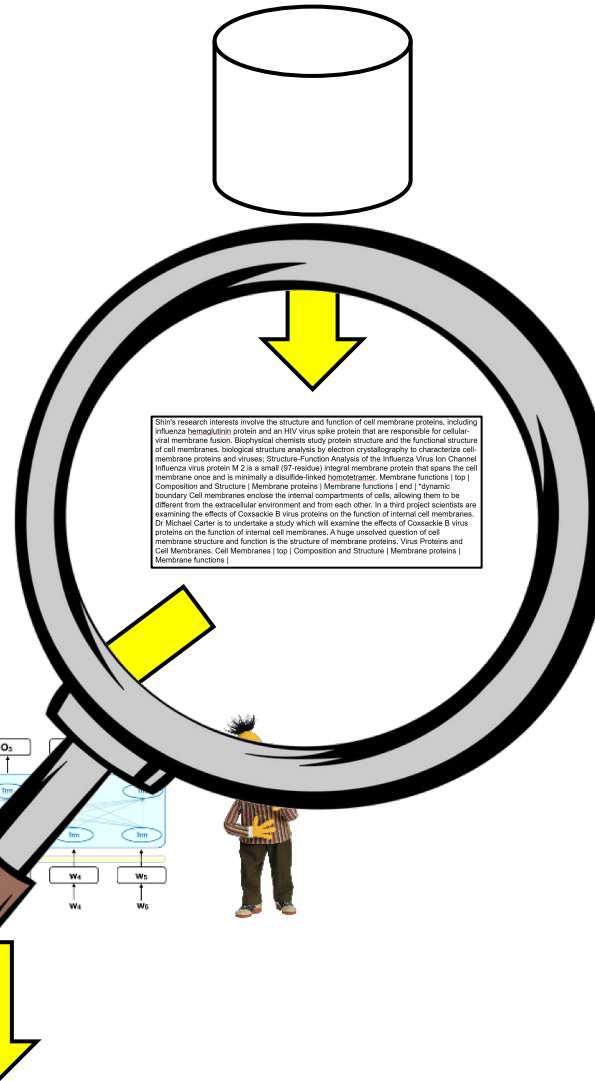 Shin's research interests involve the structure and function of cell membrane proteins, including
influenza hemaglutinin protein and an HIV virus spike protein that are responsible for cellular-
viral membrane fusion. Biophysical chemists study protein structure and the functional structure
of cell membranes. biological structure analysis by electron crystallography to characterize cell-
membrane proteins and viruses; Structure-Function Analysis of the Influenza Virus Ion Channel
Influenza virus protein M 2 is a small (97-residue) integral membrane protein that spans the cell
membrane once and is minimally a disulfide-linked homotetramer. Membrane functions | top |
Composition and Structure | Membrane proteins | Membrane functions | end | *dynamic
boundary Cell membranes enclose the internal compartments of cells, allowing them to be
different from the extracellular environment and from each other. In a third project scientists are
examining the effects of Coxsackie B virus proteins on the function of internal cell membranes.
Dr Michael Carter is to undertake a study which will examine the effects of Coxsackie B virus
proteins on the function of internal cell membranes. A huge unsolved question of cell
membrane structure and function is the structure of membrane proteins. Virus Proteins and
Cell Membranes. Cell Membranes | top | Composition and Structure | Membrane proteins |
Membrane functions |
O₃
Trm Trm
Trm Trm
w₄ w₅
w₄ w₅